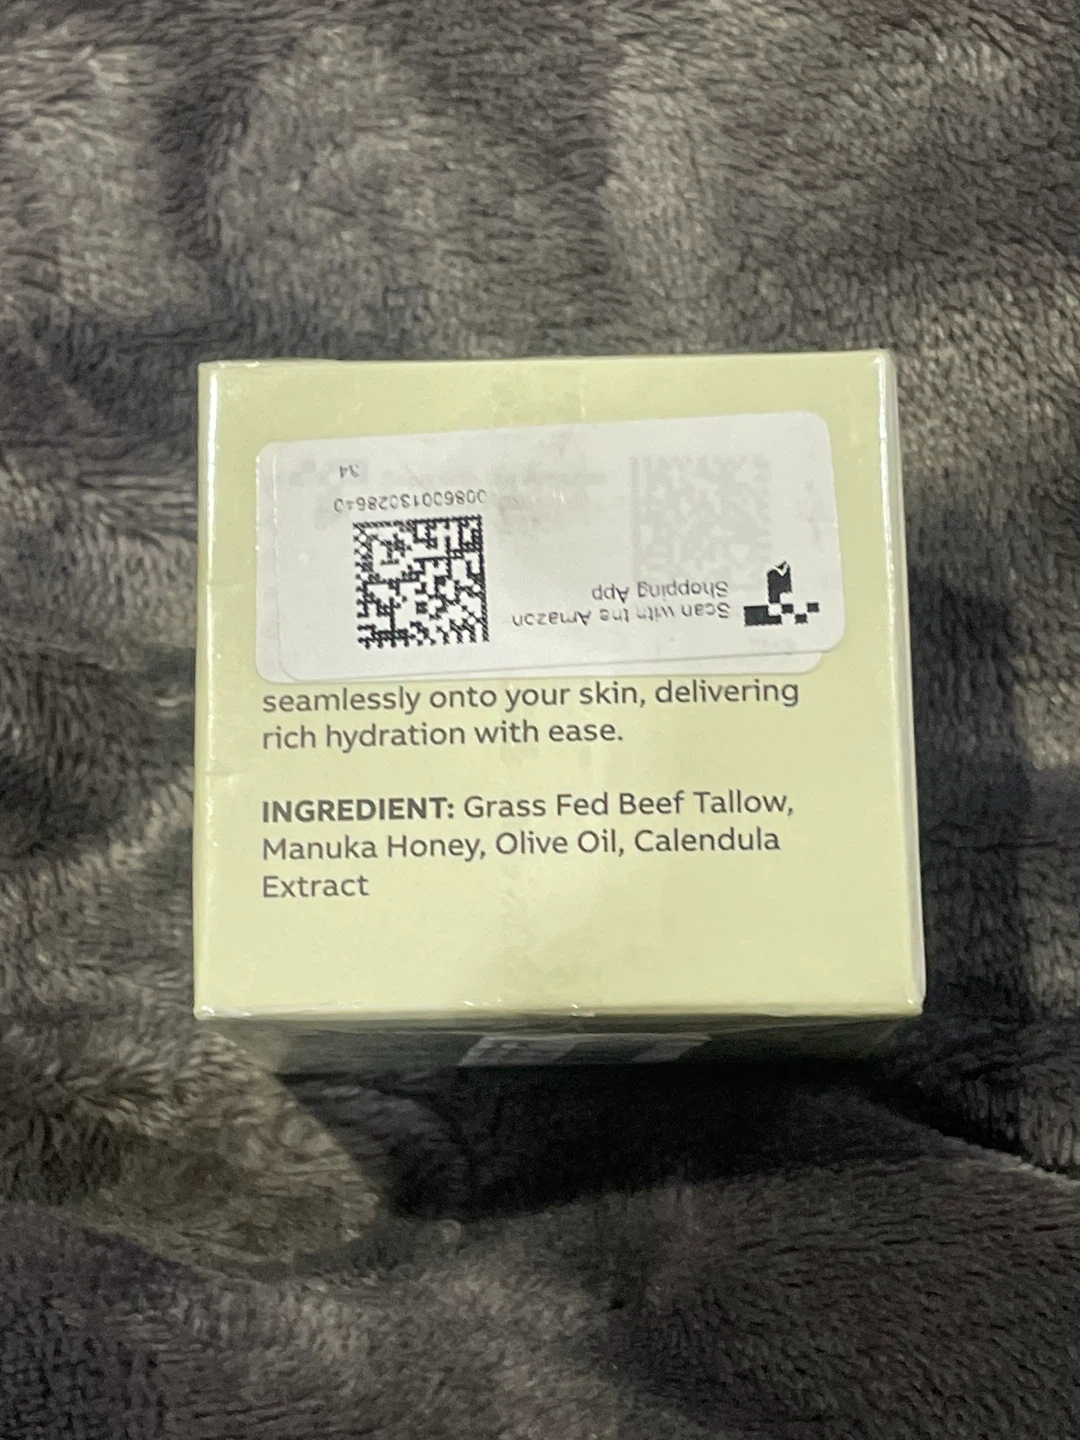 34
00860013028640
Scan with the Amazon
Shopping App
seamlessly onto your skin, delivering
rich hydration with ease.
INGREDIENT: Grass Fed Beef Tallow,
Manuka Honey, Olive Oil, Calendula
Extract